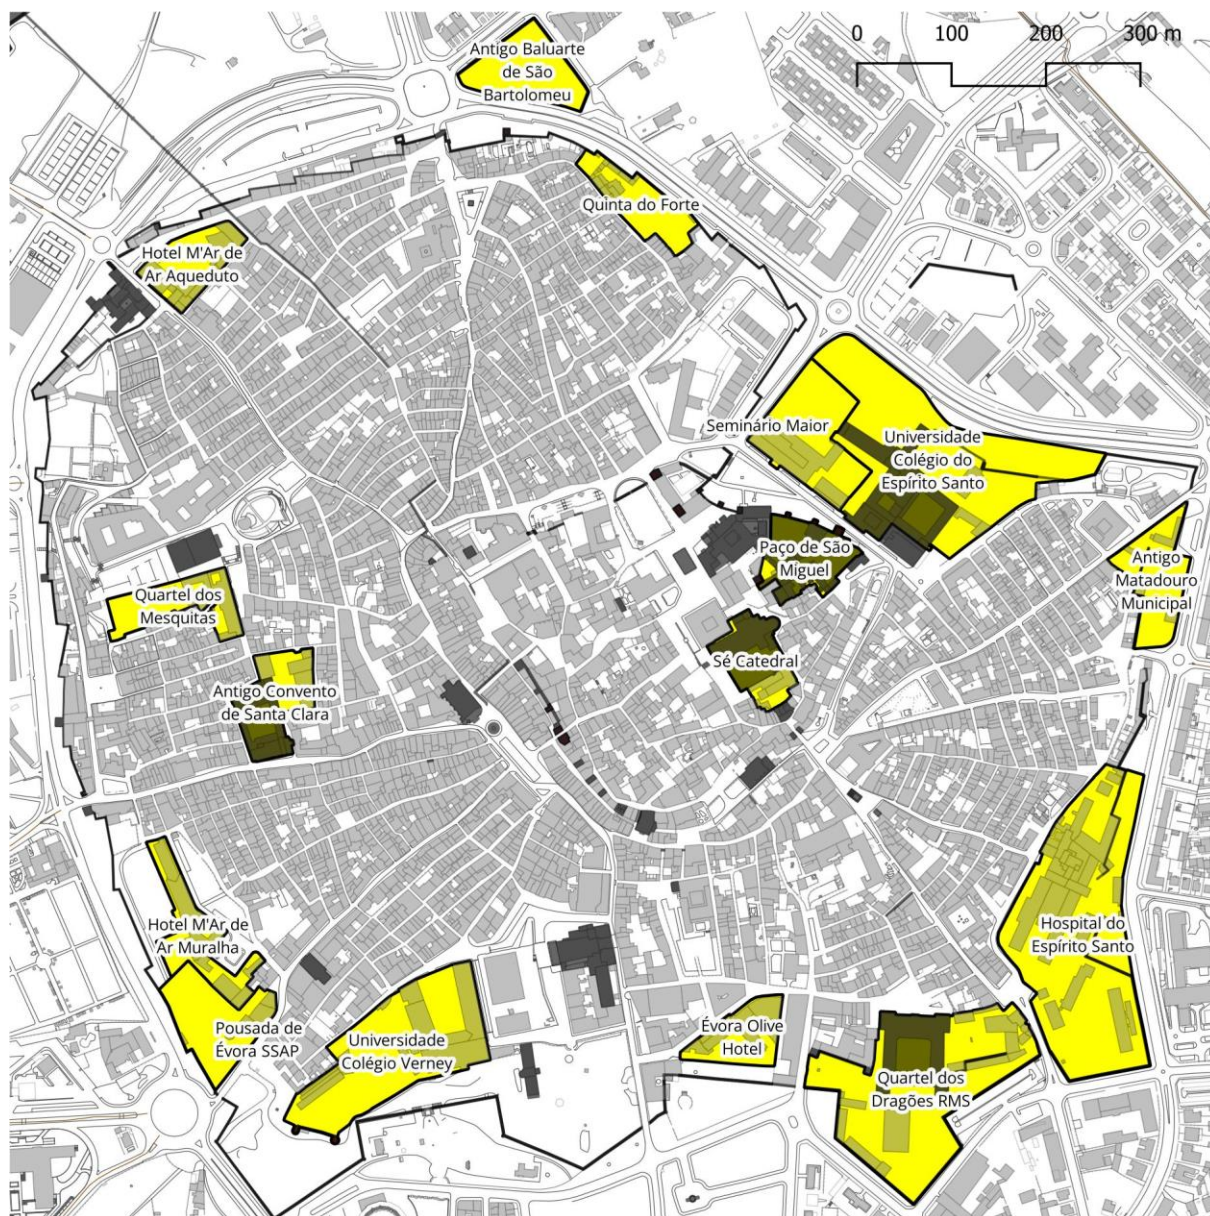 Antigo Baluarte
de São
Bartolomeu
0 100 200 300 m
Quinta do Forte
Hotel M'Ar de
Ar Aqueduto
Seminário Maior
Universidade
Colégio do
Espírito Santo
Paço de São
Miguel
Antigo
Matadouro
Municipal
Quartel dos
Mesquitas
Sé Catedral
Antigo Convento
de Santa Clara
Hotel M'Ar de
Ar Muralha
Hospital do
Espírito Santo
Pousada de
Évora SSAP
Universidade
Colégio Verney
Évora Olive
Hotel
Quartel dos
Dragões RMS